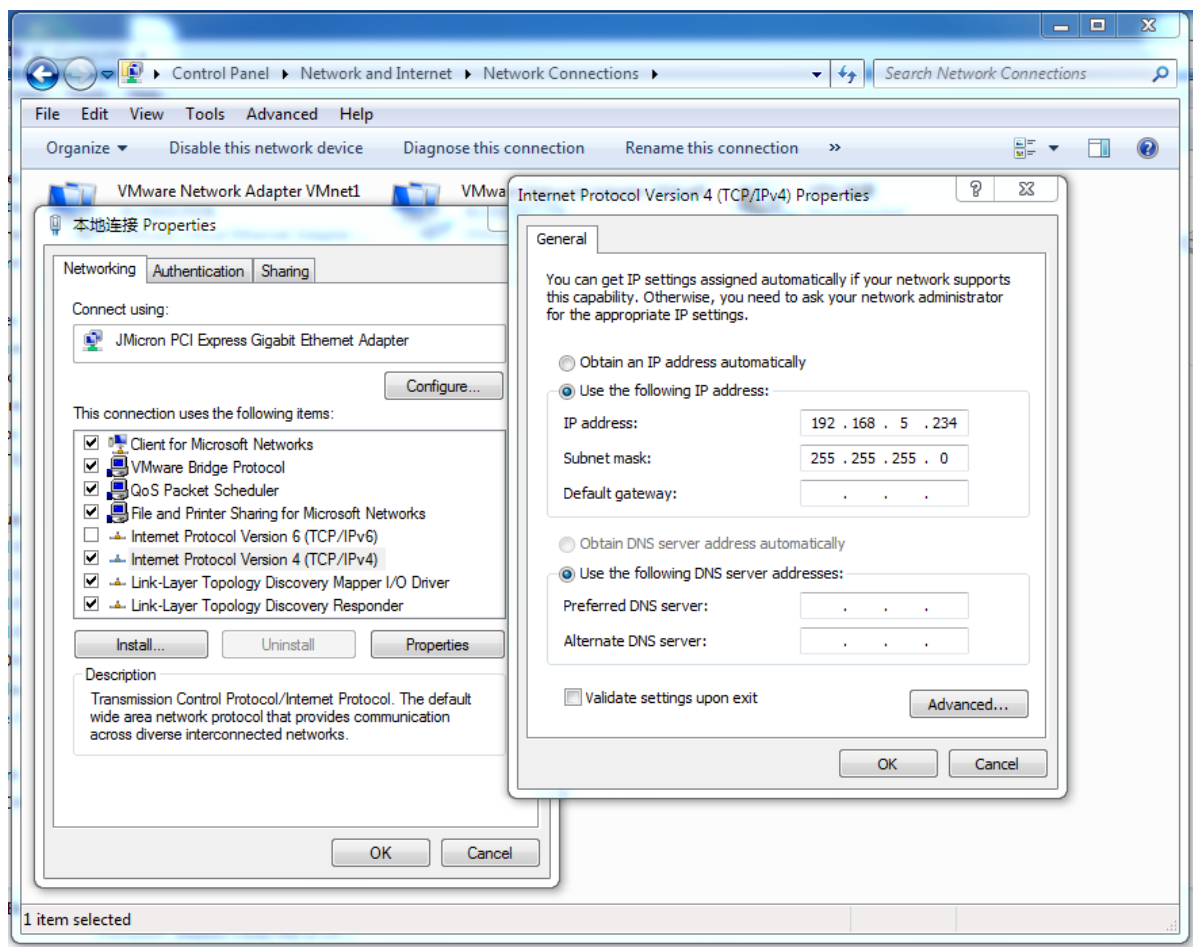 Control Panel ▸ Network and Internet ▸ Network Connections ▸
Search Network Connections
File Edit View Tools Advanced Help
Organize Disable this network device Diagnose this connection Rename this connection »
VMware Network Adapter VMnet1
本地连接 Properties
Networking Authentication Sharing
Connect using:
JMicron PCI Express Gigabit Ethernet Adapter
Configure...
This connection uses the following items:
Client for Microsoft Networks
VMware Bridge Protocol
QoS Packet Scheduler
File and Printer Sharing for Microsoft Networks
Internet Protocol Version 6 (TCP/IPv6)
Internet Protocol Version 4 (TCP/IPv4)
Link-Layer Topology Discovery Mapper I/O Driver
Link-Layer Topology Discovery Responder
Install... Uninstall Properties
Description
Transmission Control Protocol/Internet Protocol. The default
wide area network protocol that provides communication
across diverse interconnected networks.
OK Cancel
Internet Protocol Version 4 (TCP/IPv4) Properties
General
You can get IP settings assigned automatically if your network supports
this capability. Otherwise, you need to ask your network administrator
for the appropriate IP settings.
Obtain an IP address automatically
Use the following IP address:
IP address: 192 . 168 . 5 . 234
Subnet mask: 255 . 255 . 255 . 0
Default gateway: . . .
Obtain DNS server address automatically
Use the following DNS server addresses:
Preferred DNS server: . . .
Alternate DNS server: . . .
Validate settings upon exit
Advanced...
OK Cancel
1 item selected